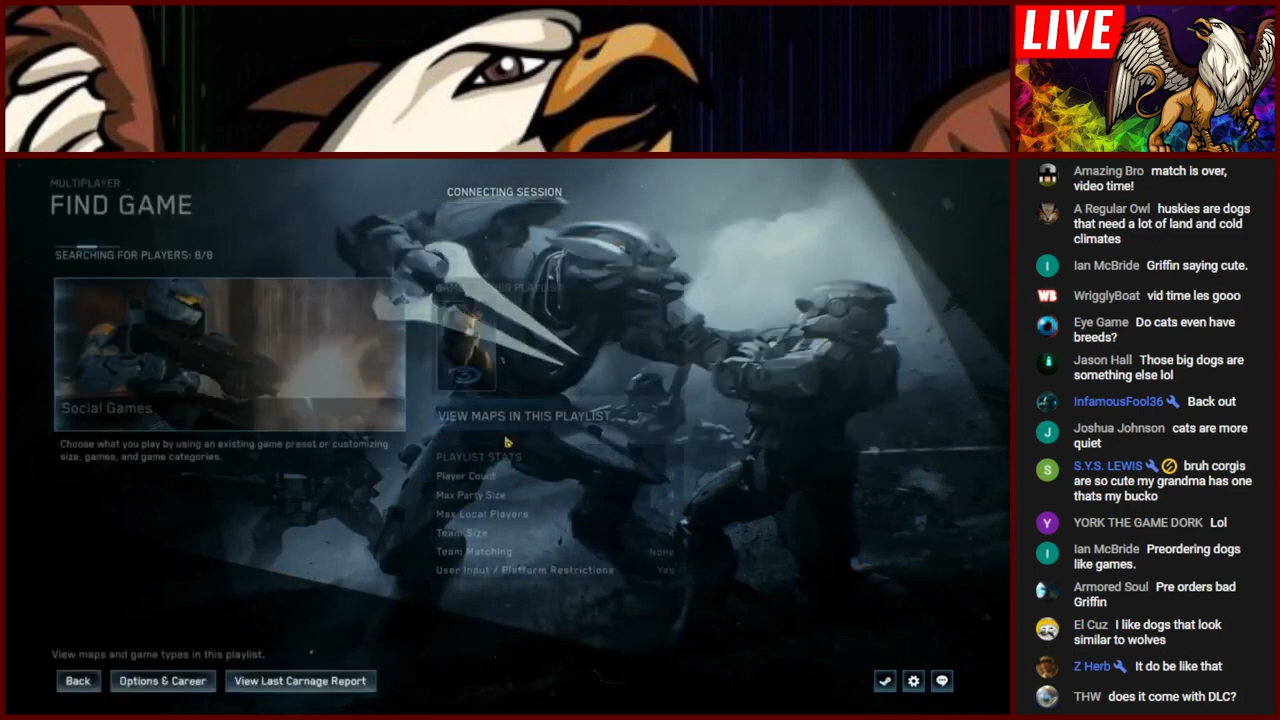 LIVE
MULTIPLAYER
FIND GAME
CONNECTING SESSION
SEARCHING FOR PLAYERS: 8/8
Social Games
Choose what you play by using an existing game preset or customizing
size, games, and game categories.
VIEW MAPS IN THIS PLAYLIST...
PLAYLIST STATS
Player Count
Max Party Size
Max Local Players
Team Size
Team Matching None
User Input / Platform Restrictions Yes
View maps and game types in this playlist.
Back
Options & Career
View Last Carnage Report
Amazing Bro match is over,
video time!
A Regular Owl huskies are dogs
that need a lot of land and cold
climates
I Ian McBride Griffin saying cute.
WB WrigglyBoat vid time les gooo
Eye Game Do cats even have
breeds?
Jason Hall Those big dogs are
something else lol
InfamousFool36 Back out
J Joshua Johnson cats are more
quiet
S S.Y.S. LEWIS bruh corgis
are so cute my grandma has one
thats my bucko
Y YORK THE GAME DORK Lol
I Ian McBride Preordering dogs
like games.
Armored Soul Pre orders bad
Griffin
El Cuz I like dogs that look
similar to wolves
Z Herb It do be like that
THW does it come with DLC?